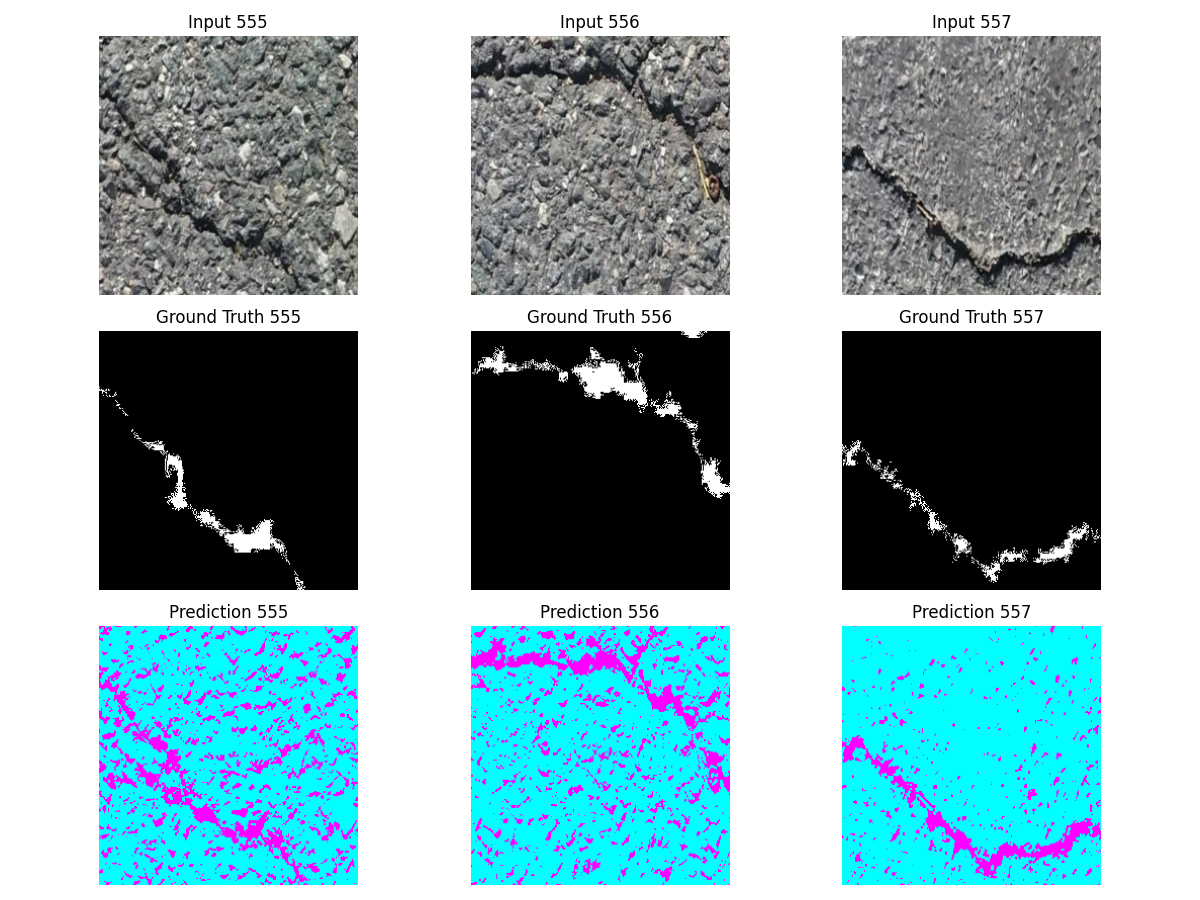 Input 555
Input 556
Input 557
Ground Truth 555
Ground Truth 556
Ground Truth 557
Prediction 555
Prediction 556
Prediction 557